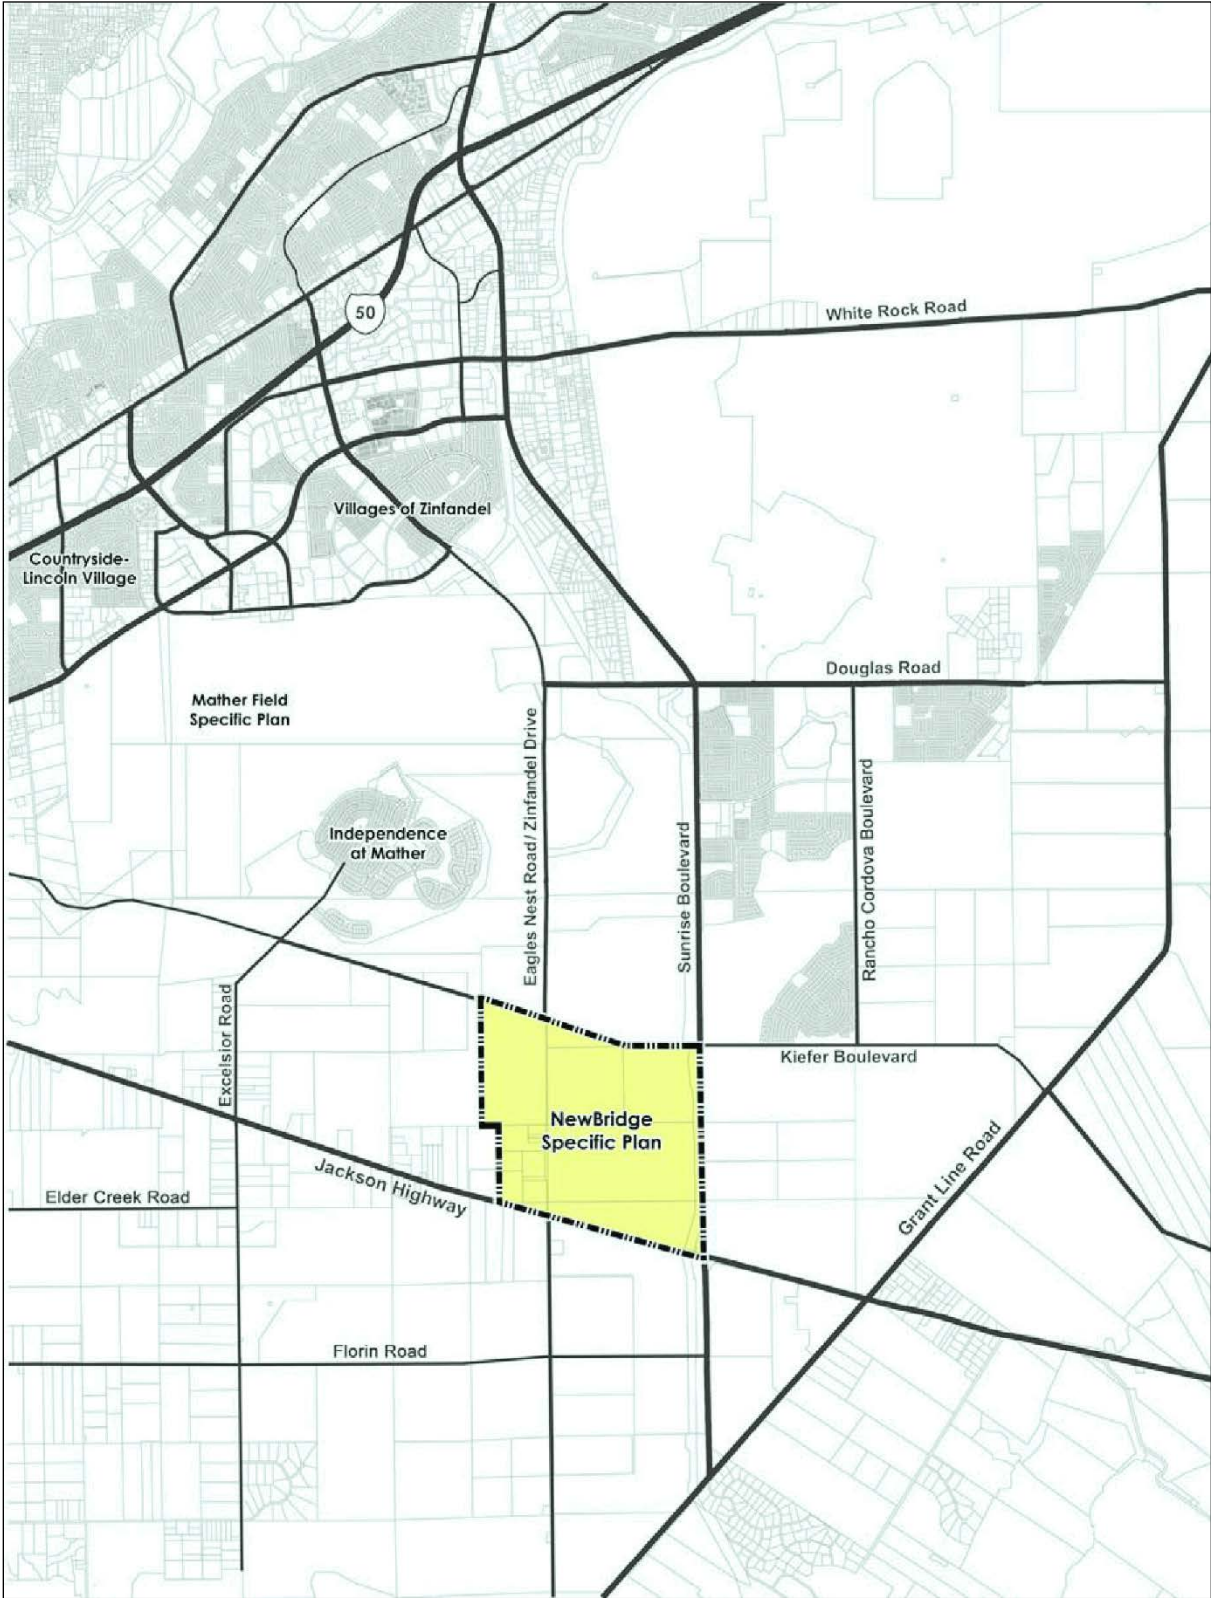 50
White Rock Road
Villages of Zinfandel
Countryside-
Lincoln Village
Douglas Road
Mather Field
Specific Plan
Eagles Nest Road/ Zinfandel Drive
Sunrise Boulevard
Rancho Cordova Boulevard
Independence
at Mather
Excelsior Road
Kiefer Boulevard
NewBridge
Specific Plan
Jackson Highway
Elder Creek Road
Grant Line Road
Florin Road